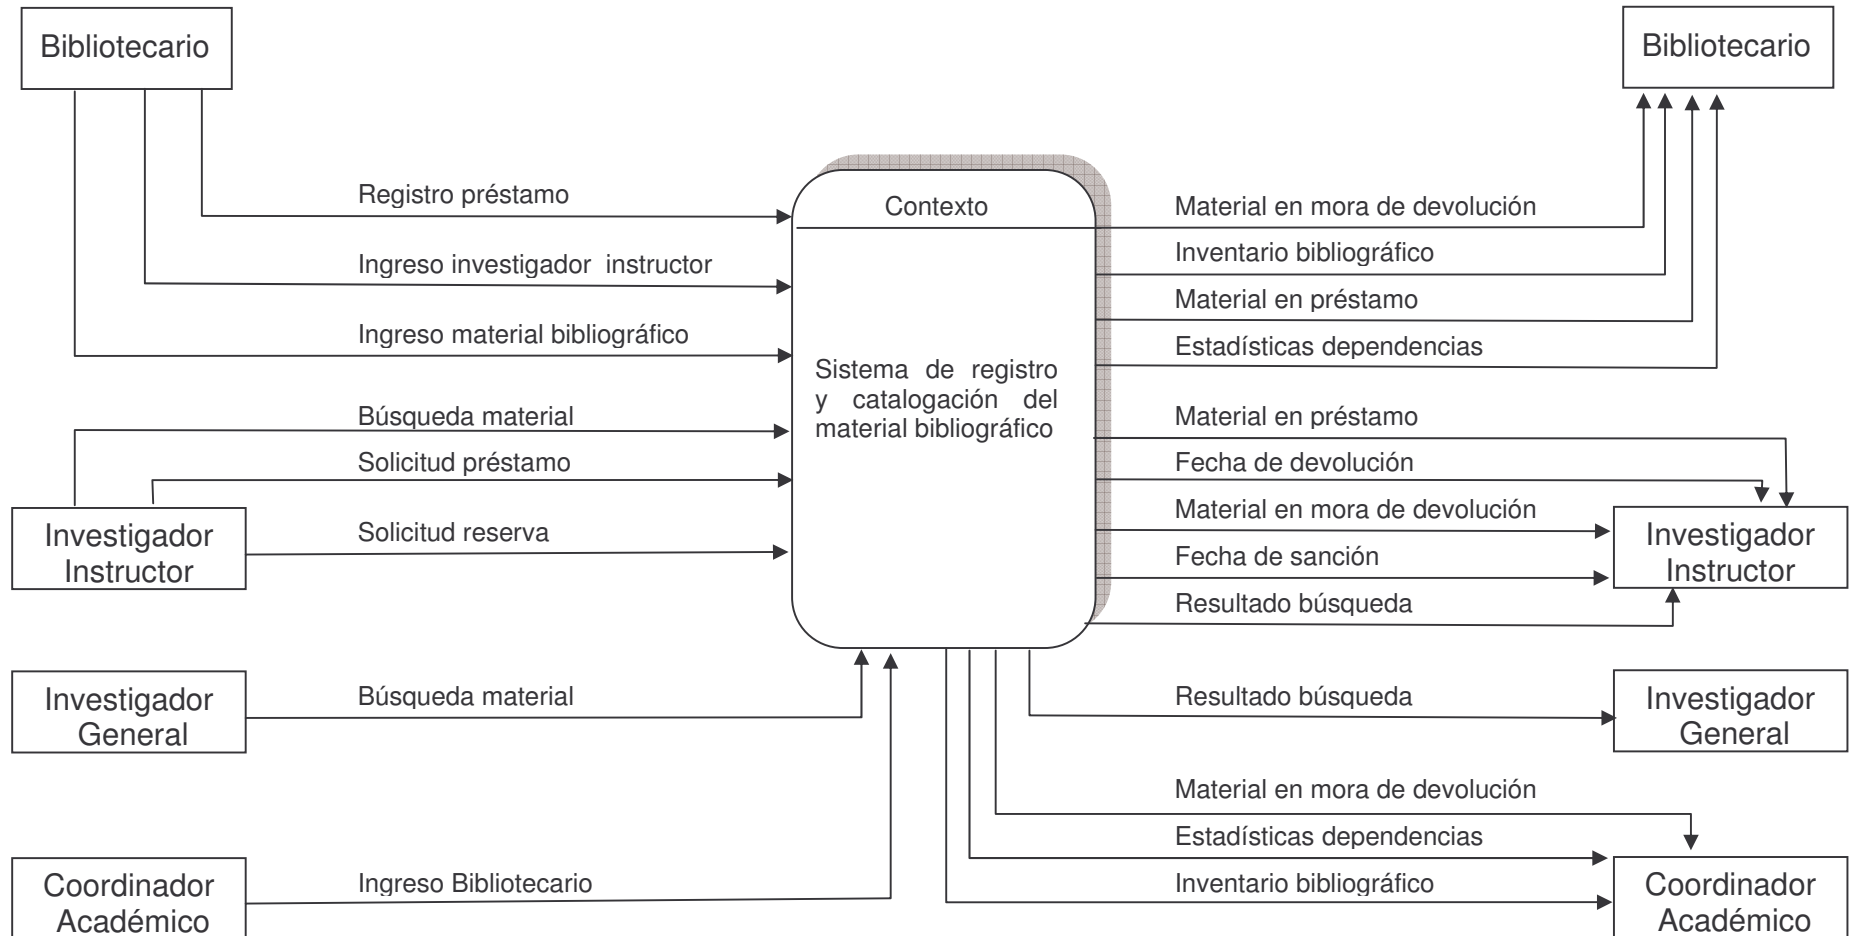 Bibliotecario
Bibliotecario
Registro préstamo
Contexto
Material en mora de devolución
Ingreso investigador instructor
Inventario bibliográfico
Material en préstamo
Ingreso material bibliográfico
Estadísticas dependencias
Sistema de registro
y catalogación del
material bibliográfico
Búsqueda material
Material en préstamo
Solicitud préstamo
Fecha de devolución
Solicitud reserva
Material en mora de devolución
Investigador
Instructor
Fecha de sanción
Investigador
Instructor
Resultado búsqueda
Investigador
General
Búsqueda material
Resultado búsqueda
Investigador
General
Material en mora de devolución
Estadísticas dependencias
Coordinador
Académico
Ingreso Bibliotecario
Inventario bibliográfico
Coordinador
Académico